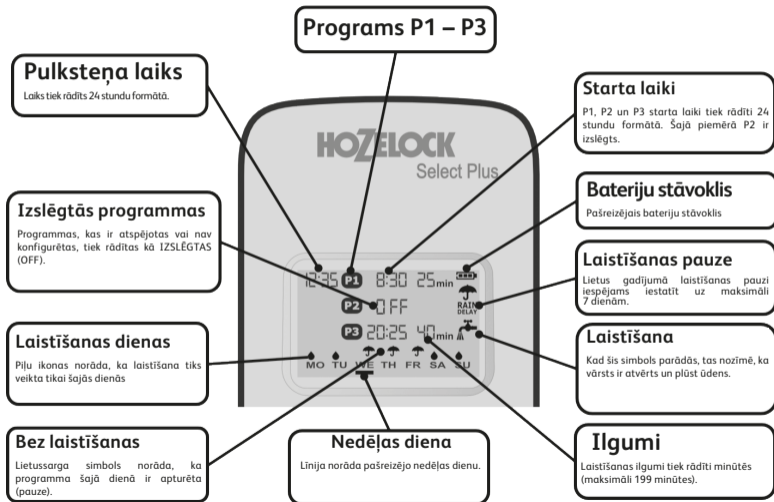 Programs P1 – P3
Pulksteņa laiks
Laiks tiek rādīts 24 stundu formātā.
Starta laiki
P1, P2 un P3 starta laiki tiek rādīti 24
stundu formātā. Šajā piemērā P2 ir
izslēgts.
HOZELOCK
Select Plus
Izslēgtās programmas
Programmas, kas ir atspējotas vai nav
konfigurētas, tiek rādītas kā IZSLĒGTAS
(OFF).
Bateriju stāvoklis
Pašreizējais bateriju stāvoklis
Laistīšanas pauze
Lietus gadījumā laistīšanas pauzi
iespējams iestatīt uz maksimāli
7 dienām.
12:35 P1 8:30 25min
P2 OFF
RAIN
DELAY
P3 20:25 40min
MO TU WE TH FR SA SU
Laistīšanas dienas
Piļu ikonas norāda, ka laistīšana tiks
veikta tikai šajās dienās
Laistīšana
Kad šis simbols parādās, tas nozīmē, ka
vārsts ir atvērts un plūst ūdens.
Bez laistīšanas
Lietussarga simbols norāda, ka
programma šajā dienā ir apturēta
(pauze).
Nedēļas diena
Līnija norāda pašreizējo nedēļas dienu.
Ilgumi
Laistīšanas ilgumi tiek rādīti minūtēs
(maksimāli 199 minūtes).